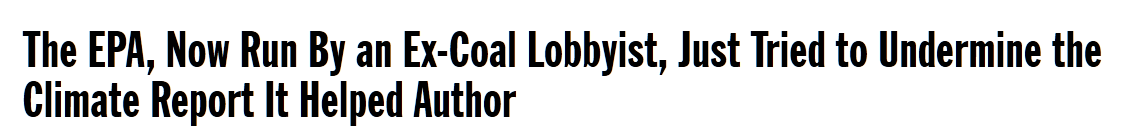 The EPA, Now Run By an Ex-Coal Lobbyist, Just Tried to Undermine the
Climate Report It Helped Author